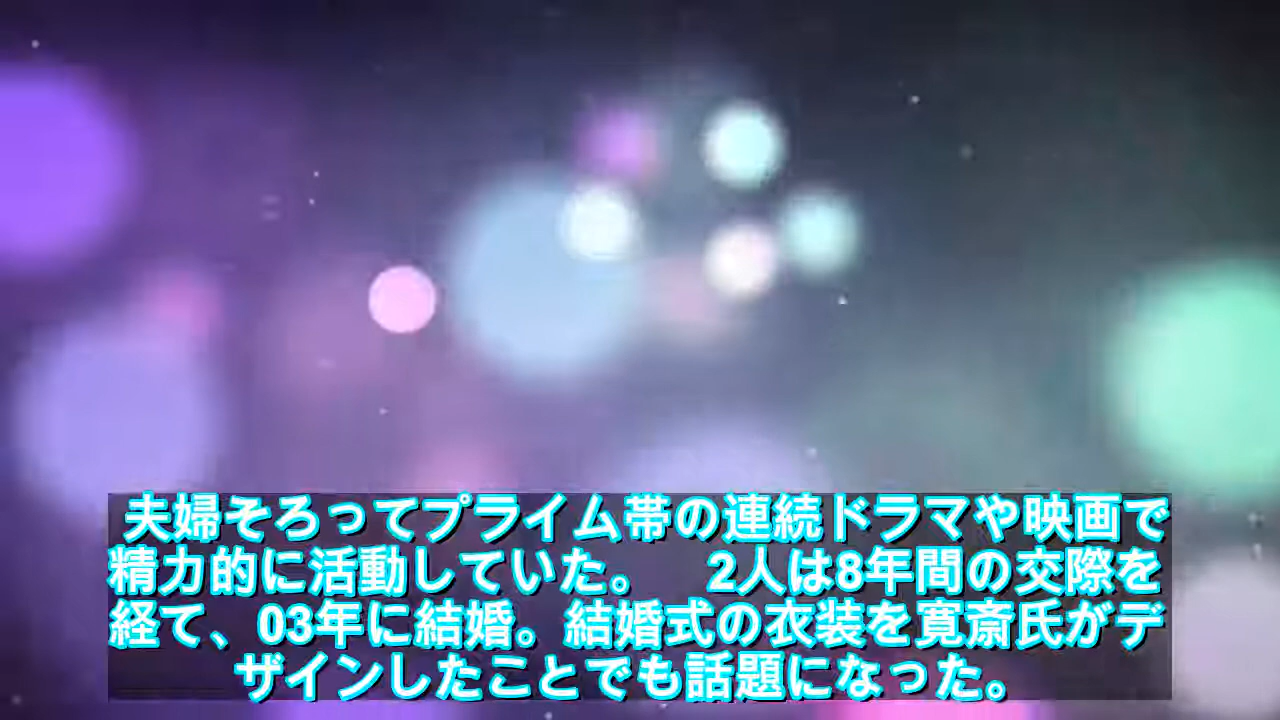 夫婦そろってプライム帯の連続ドラマや映画で
精力的に活動していた。　2人は8年間の交際を
経て、03年に結婚。結婚式の衣装を寛斎氏がデ
ザインしたことでも話題になった。